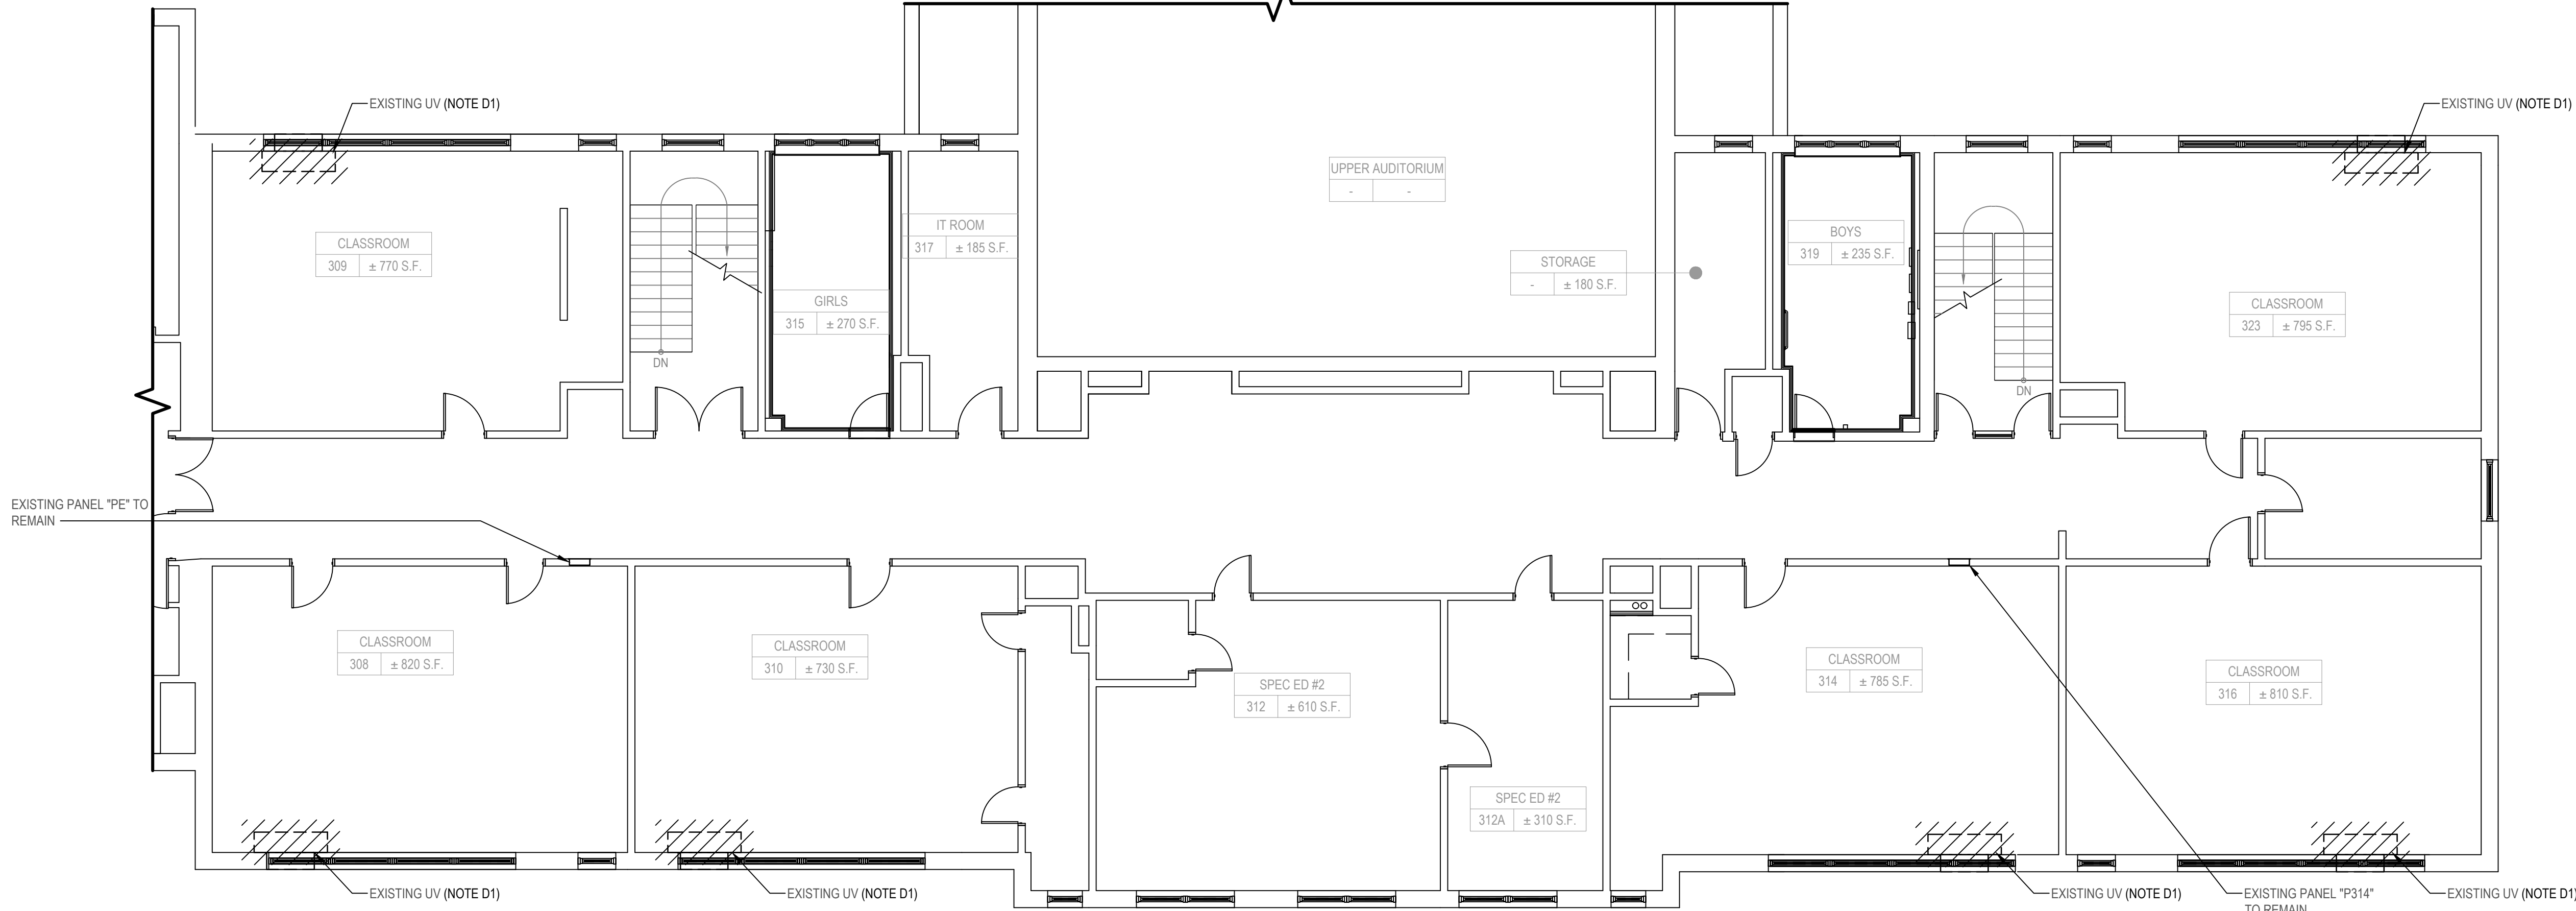 EXISTING UV (NOTE D1)
EXISTING UV (NOTE D1)
UPPER AUDITORIUM
- -
CLASSROOM
309 ± 770 S.F.
IT ROOM
317 ± 185 S.F.
STORAGE
- ± 180 S.F.
BOYS
319 ± 235 S.F.
GIRLS
315 ± 270 S.F.
CLASSROOM
323 ± 795 S.F.
DN
DN
EXISTING PANEL "PE" TO
REMAIN
CLASSROOM
308 ± 820 S.F.
CLASSROOM
310 ± 730 S.F.
SPEC ED #2
312 ± 610 S.F.
SPEC ED #2
312A ± 310 S.F.
CLASSROOM
314 ± 785 S.F.
CLASSROOM
316 ± 810 S.F.
EXISTING UV (NOTE D1)
EXISTING UV (NOTE D1)
EXISTING UV (NOTE D1)
EXISTING PANEL "P314"
TO REMAIN
EXISTING UV (NOTE D1)